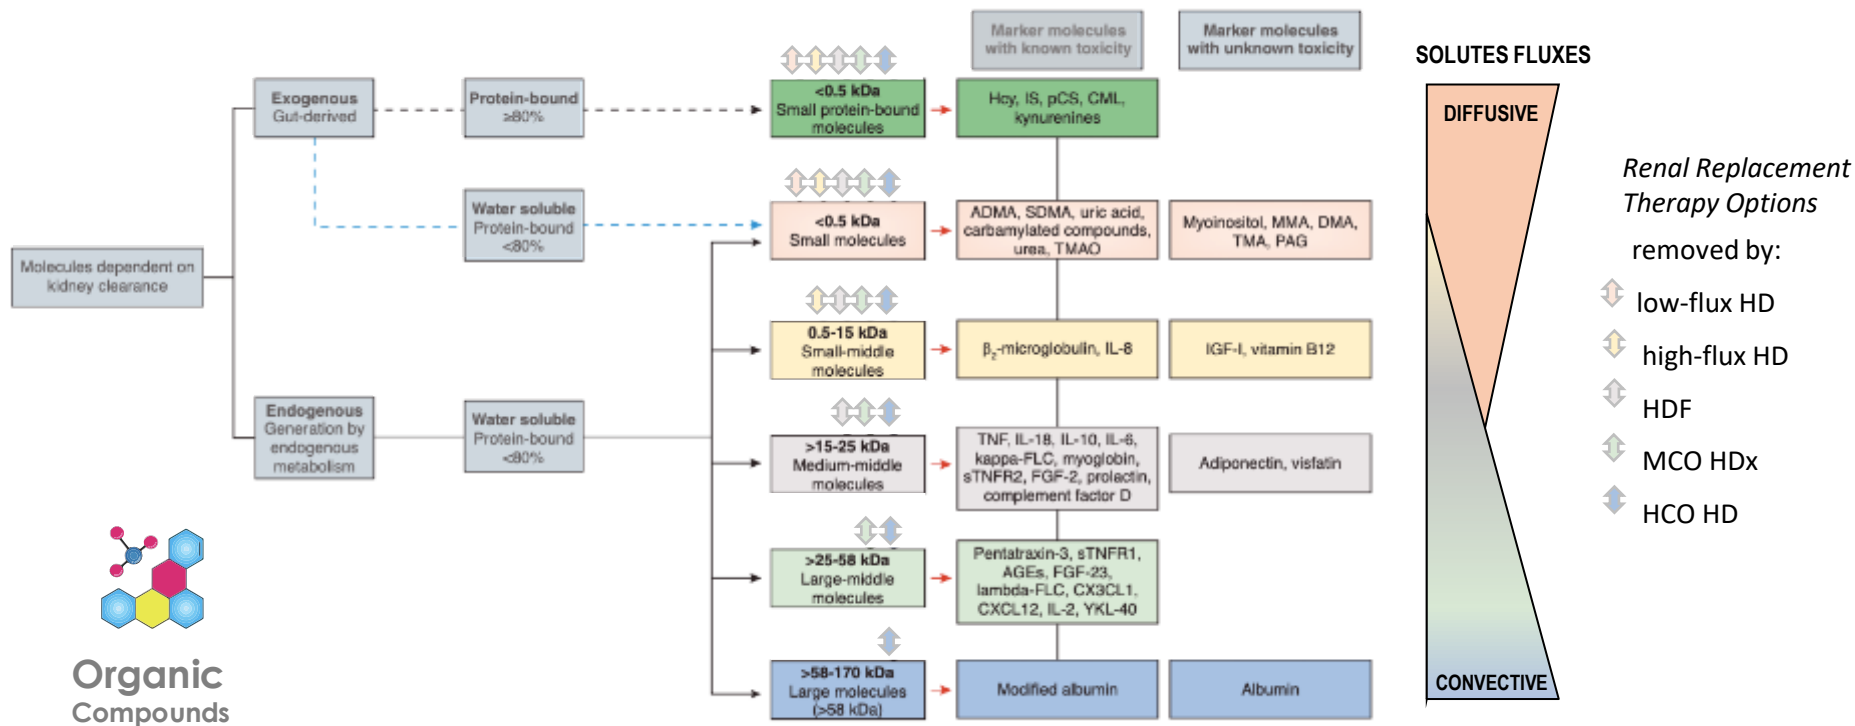 Marker molecules
with known toxicity
Marker molecules
with unknown toxicity
SOLUTES FLUXES
Exogenous
Gut-derived
Protein-bound
≥80%
<0.5 kDa
Small protein-bound
molecules
Hcy, IS, pCS, CML,
kynurenines
DIFFUSIVE
Water soluble
Protein-bound
<80%
<0.5 kDa
Small molecules
ADMA, SDMA, uric acid,
carbamylated compounds,
urea, TMAO
Myoinositol, MMA, DMA,
TMA, PAG
Molecules dependent on
kidney clearance
0.5-15 kDa
Small-middle
molecules
β2-microglobulin, IL-8
IGF-I, vitamin B12
Endogenous
Generation by
endogenous
metabolism
Water soluble
Protein-bound
<80%
>15-25 kDa
Medium-middle
molecules
TNF, IL-18, IL-10, IL-6,
kappa-FLC, myoglobin,
sTNFR2, FGF-2, prolactin,
complement factor D
Adiponectin, visfatin
>25-58 kDa
Large-middle
molecules
Pentatraxin-3, sTNFR1,
AGEs, FGF-23,
lambda-FLC, CX3CL1,
CXCL12, IL-2, YKL-40
>58-170 kDa
Large molecules
(>58 kDa)
Modified albumin
Albumin
CONVECTIVE
Renal Replacement
Therapy Options
removed by:
low-flux HD
high-flux HD
HDF
MCO HDx
HCO HD
Organic
Compounds